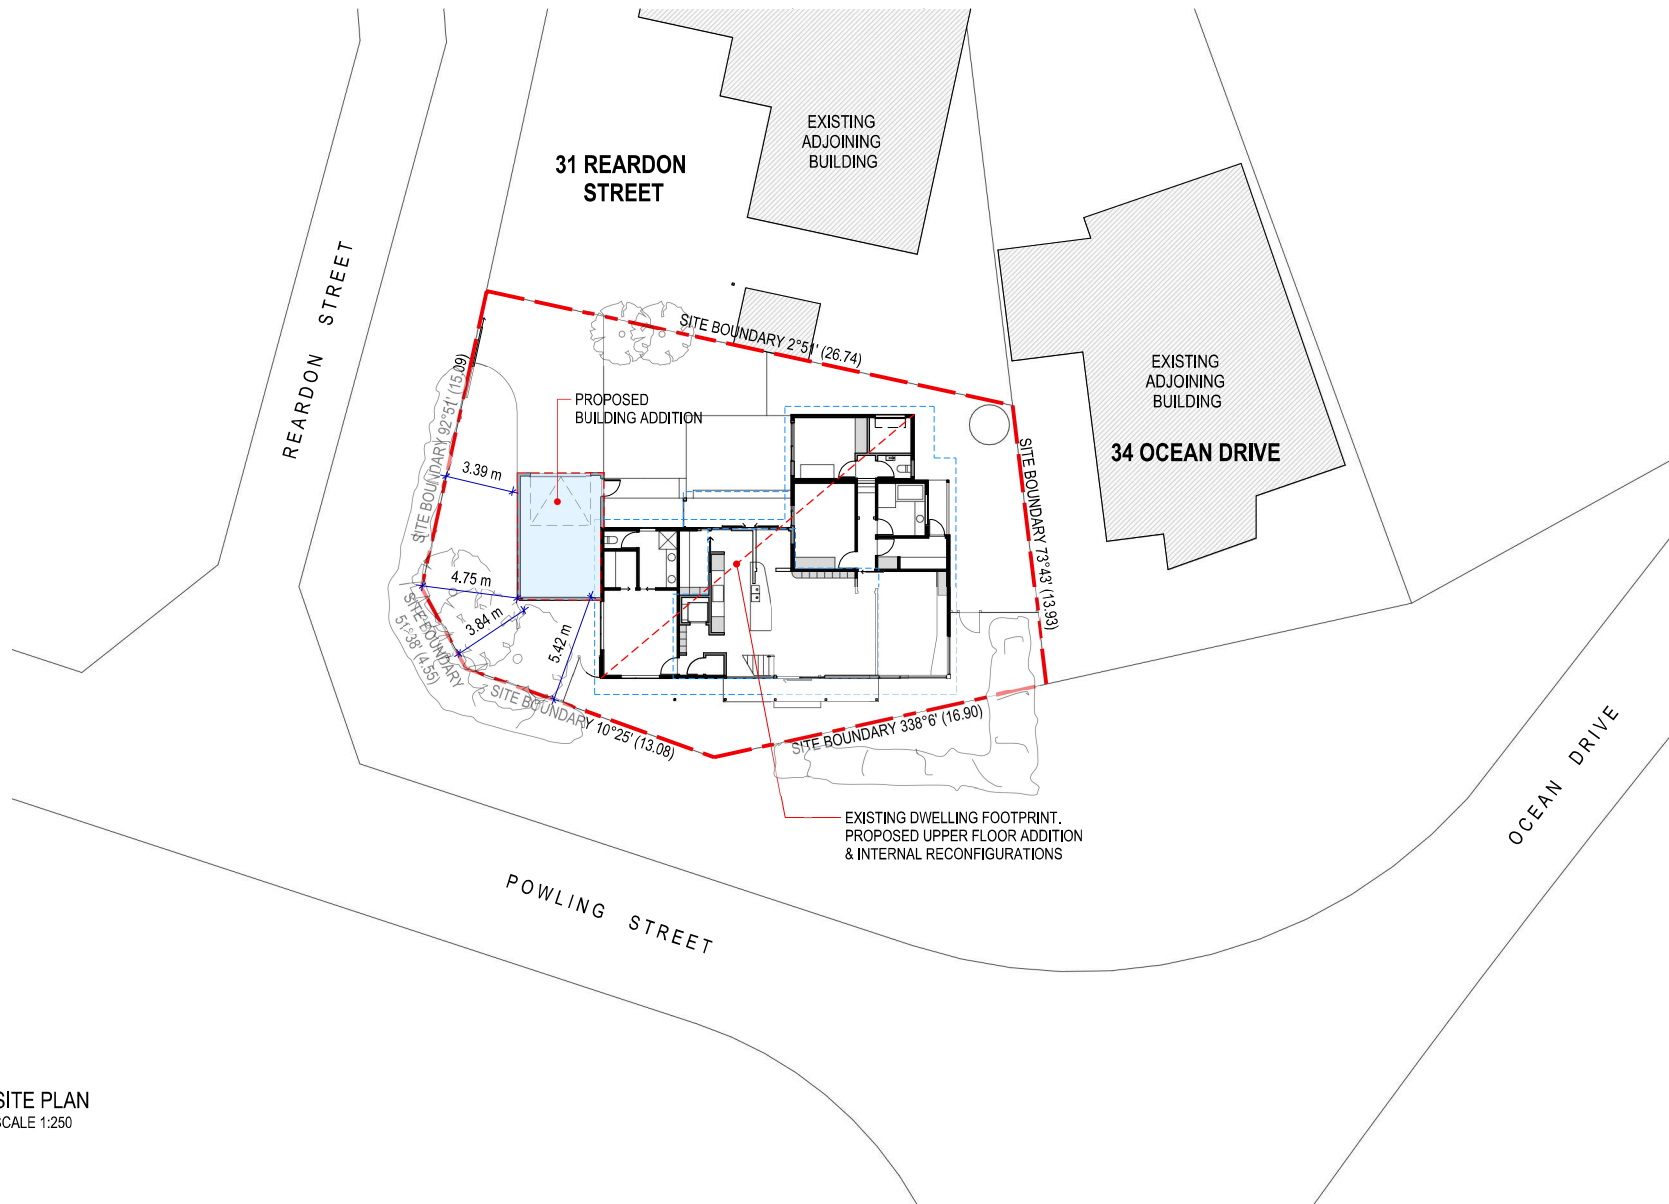 EXISTING
ADJOINING
BUILDING
31 REARDON
STREET
REARDON STREET
SITE BOUNDARY 2°51' (26.74)
EXISTING
ADJOINING
BUILDING
34 OCEAN DRIVE
PROPOSED
BUILDING ADDITION
SITE BOUNDARY 92°51' (15.09)
3.39 m
4.75 m
3.84 m
5.42 m
SITE BOUNDARY
51°38' (4.55)
SITE BOUNDARY 10°25' (13.08)
SITE BOUNDARY 338°6' (16.90)
SITE BOUNDARY 73°43' (13.93)
EXISTING DWELLING FOOTPRINT.
PROPOSED UPPER FLOOR ADDITION
& INTERNAL RECONFIGURATIONS
OCEAN DRIVE
POWLING STREET
SITE PLAN
SCALE 1:250